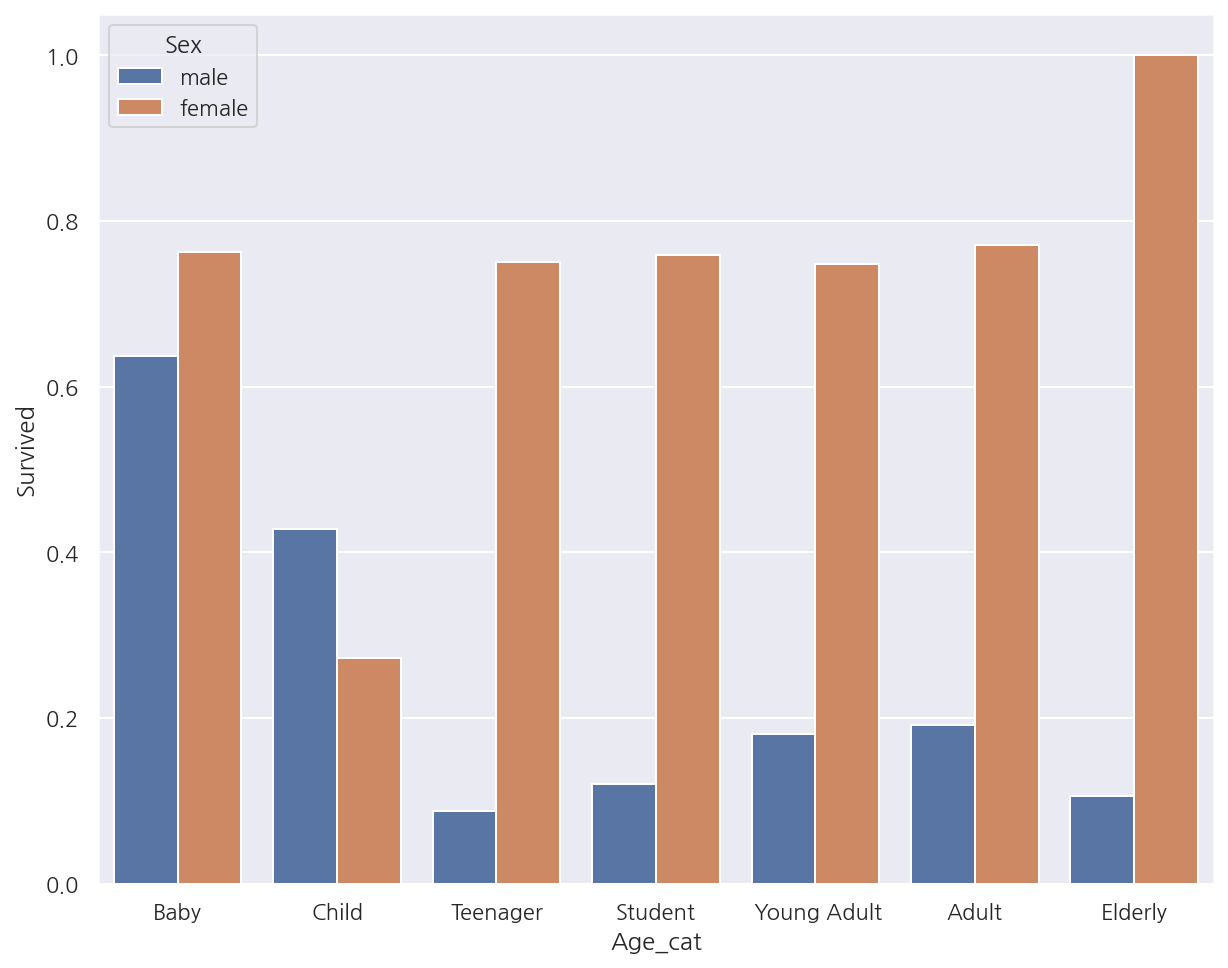 Sex
male
female
1.0
0.8
0.6
0.4
0.2
0.0
Survived
Baby Child Teenager Student Young Adult Adult Elderly
Age_cat